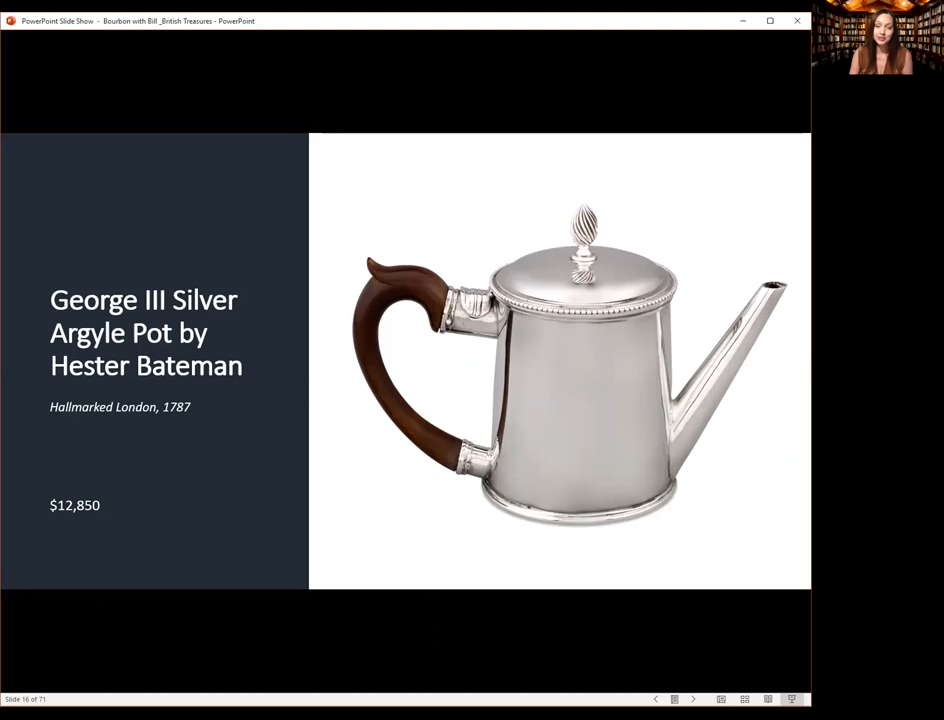 PowerPoint Slide Show - Bourbon with Bill _British Treasures - PowerPoint
George III Silver
Argyle Pot by
Hester Bateman
Hallmarked London, 1787
$12,850
Slide 16 of 71